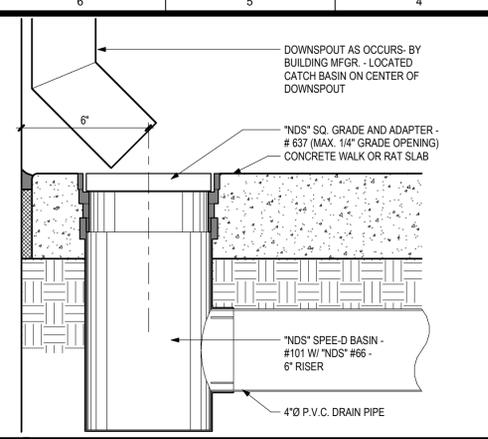 6
5
4
DOWNSPOUT AS OCCURS- BY
BUILDING MFGR. - LOCATED
CATCH BASIN ON CENTER OF
DOWNSPOUT
6"
"NDS" SQ. GRADE AND ADAPTER -
# 637 (MAX. 1/4" GRADE OPENING)
CONCRETE WALK OR RAT SLAB
"NDS" SPEE-D BASIN -
#101 W/ "NDS" #66 -
6" RISER
4"Ø P.V.C. DRAIN PIPE